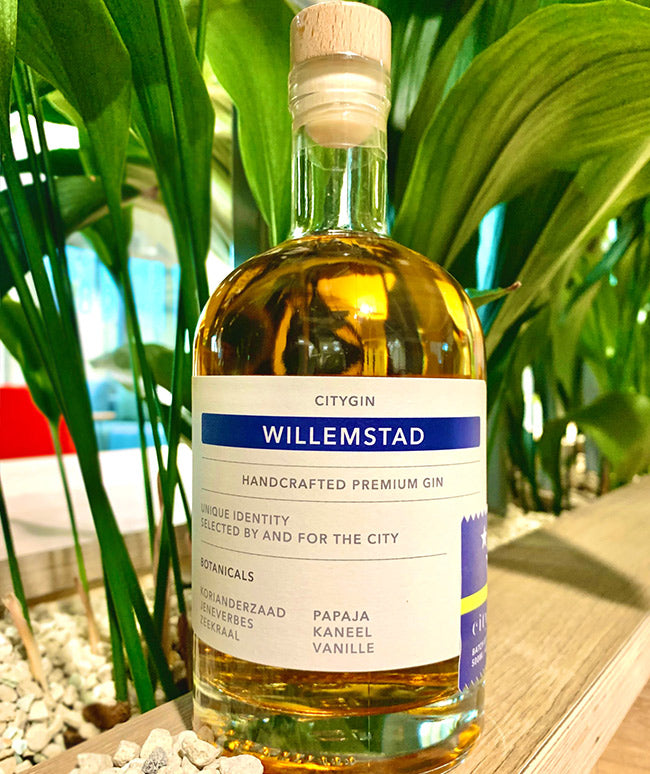 CITYGIN
WILLEMSTAD
HANDCRAFTED PREMIUM GIN
UNIQUE IDENTITY
SELECTED BY AND FOR THE CITY
BOTANICALS
KORIANDERZAAD
JENEVERBES
ZEEKRAAL
PAPAJA
KANEEL
VANILLE